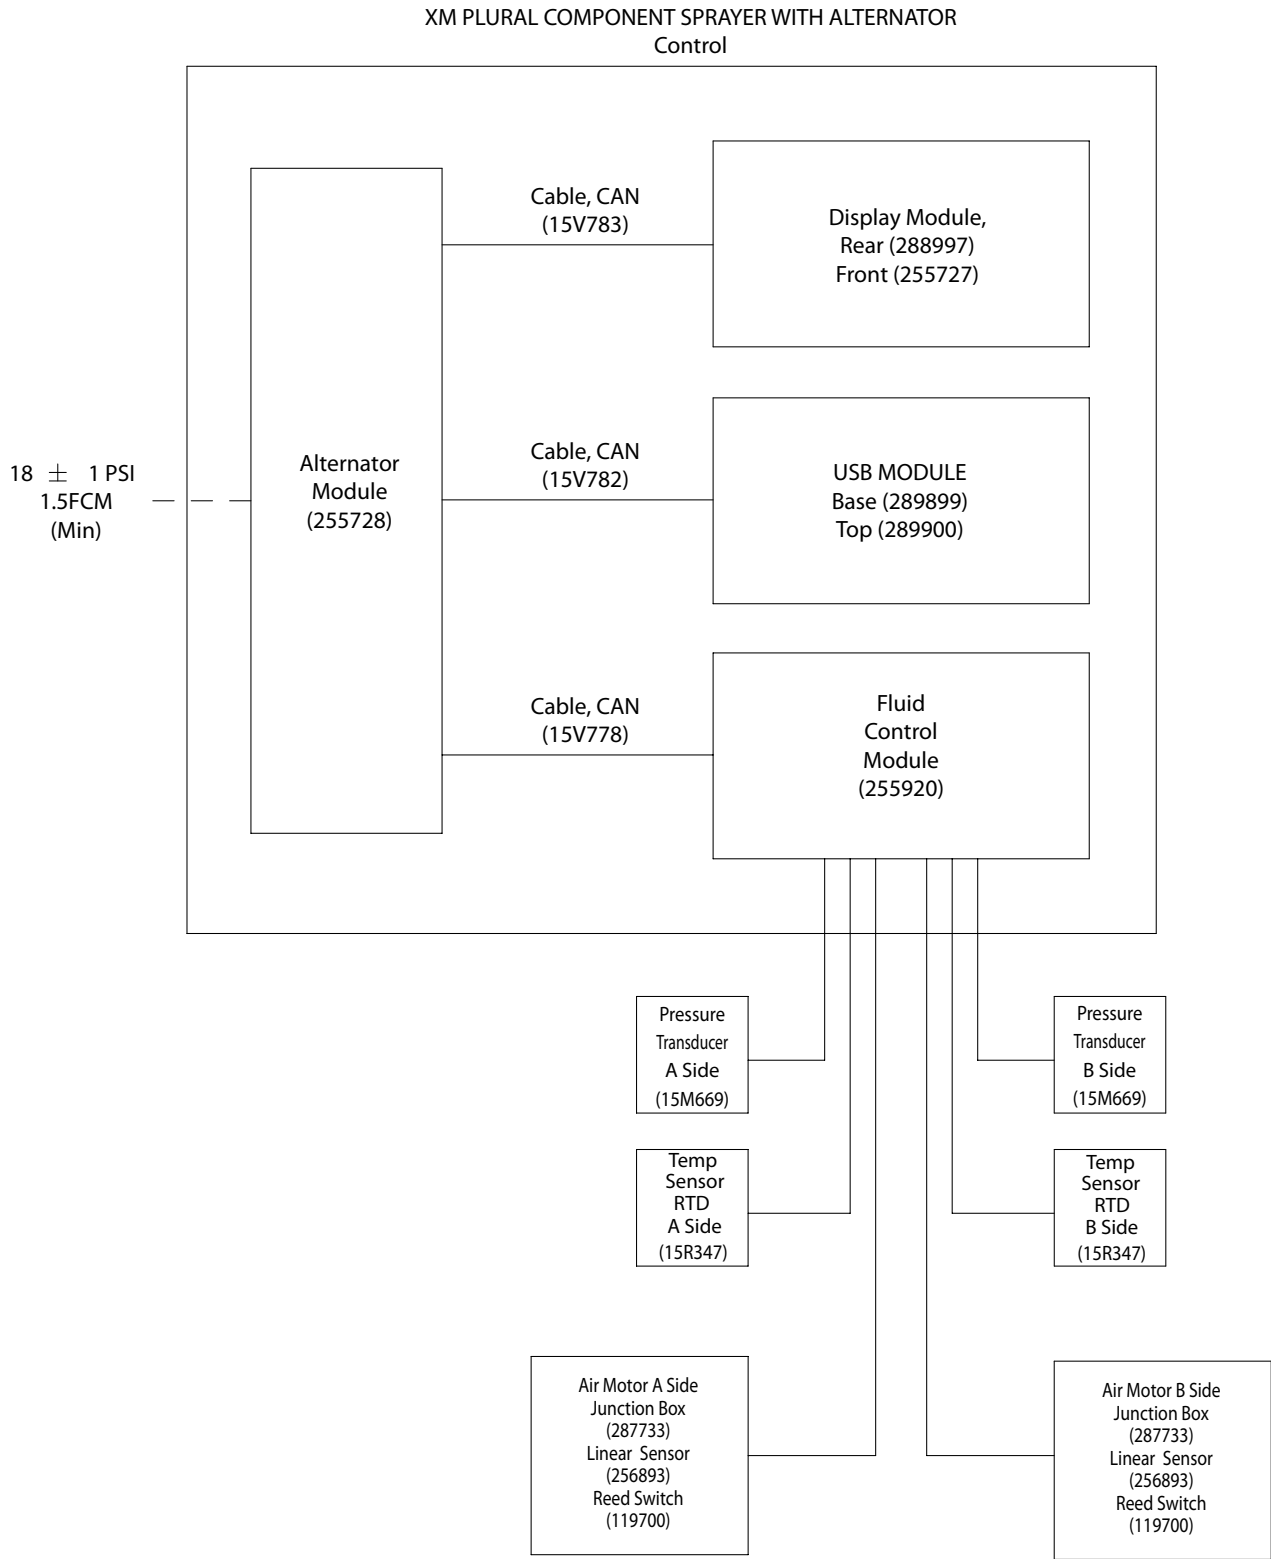 XM PLURAL COMPONENT SPRAYER WITH ALTERNATOR
Control
Cable, CAN
(15V783)
Display Module,
Rear (288997)
Front (255727)
18 ± 1 PSI
1.5FCM
(Min)
Alternator
Module
(255728)
Cable, CAN
(15V782)
USB MODULE
Base (289899)
Top (289900)
Cable, CAN
(15V778)
Fluid
Control
Module
(255920)
Pressure
Transducer
A Side
(15M669)
Pressure
Transducer
B Side
(15M669)
Temp
Sensor
RTD
A Side
(15R347)
Temp
Sensor
RTD
B Side
(15R347)
Air Motor A Side
Junction Box
(287733)
Linear Sensor
(256893)
Reed Switch
(119700)
Air Motor B Side
Junction Box
(287733)
Linear Sensor
(256893)
Reed Switch
(119700)